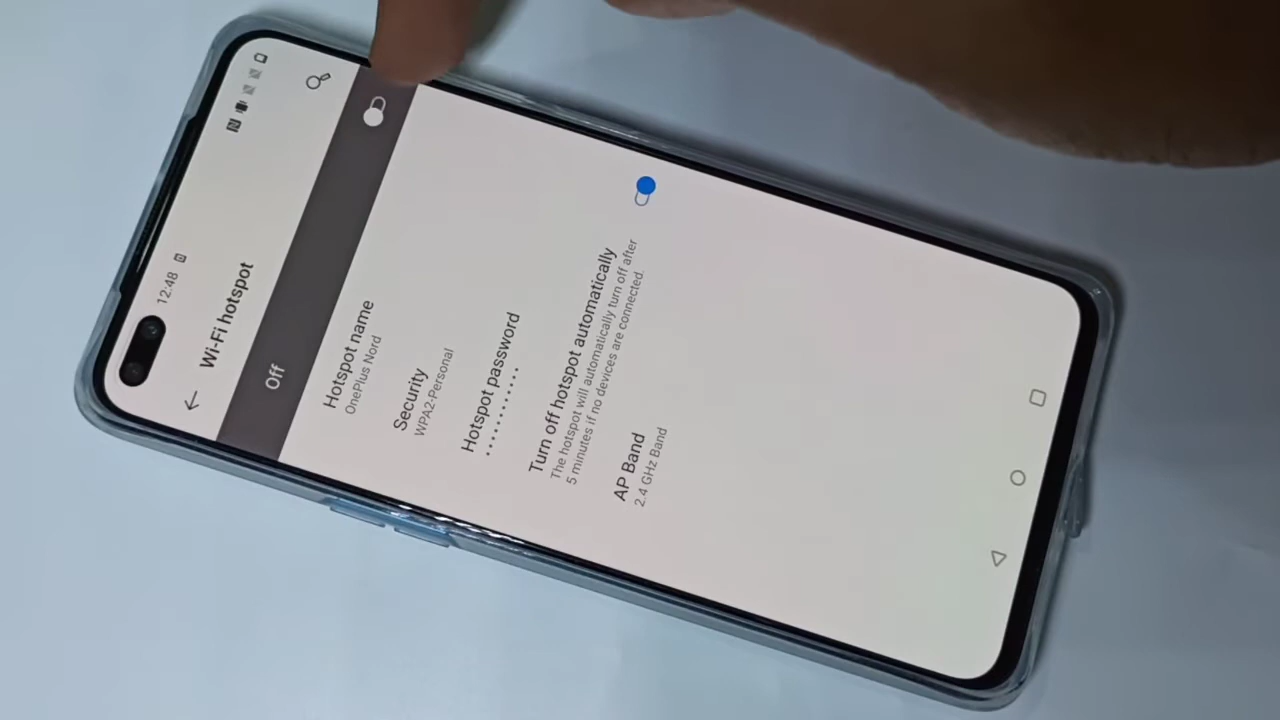 12:48
Wi-Fi hotspot
Off
Hotspot name
OnePlus Nord
Security
WPA2-Personal
Hotspot password
············
Turn off hotspot automatically
The hotspot will automatically turn off after
5 minutes if no devices are connected.
AP Band
2.4 GHz Band